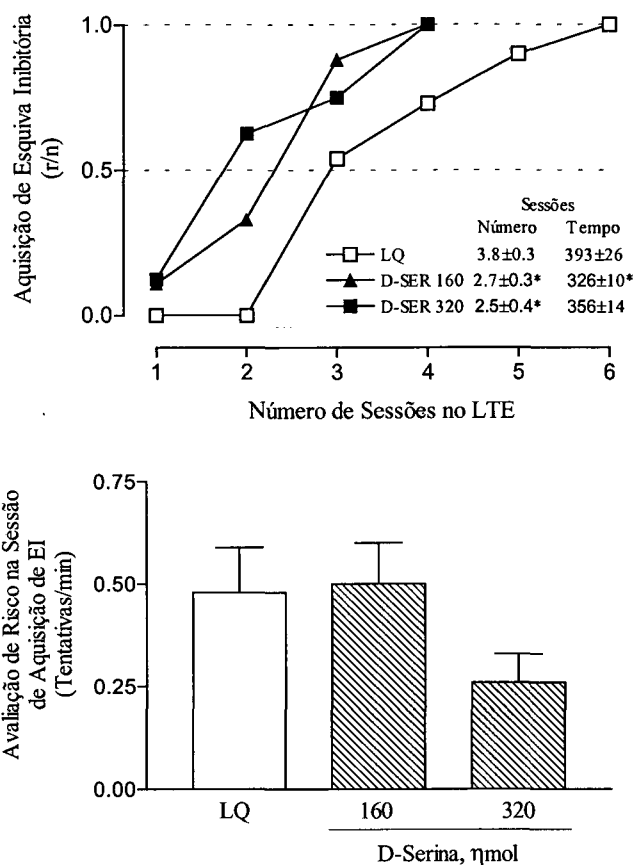 Aquisição de Esquiva Inibitória
(r/n)
1.0
0.5
0.0
Sessões
Número Tempo
LQ 3.8±0.3 393±26
D-SER 160 2.7±0.3* 326±10*
D-SER 320 2.5±0.4* 356±14
1 2 3 4 5 6
Número de Sessões no LTE
Avaliação de Risco na Sessão
de Aquisição de EI
(Tentativas/min)
0.75
0.50
0.25
0.00
LQ 160 320
D-Serina, ηmol